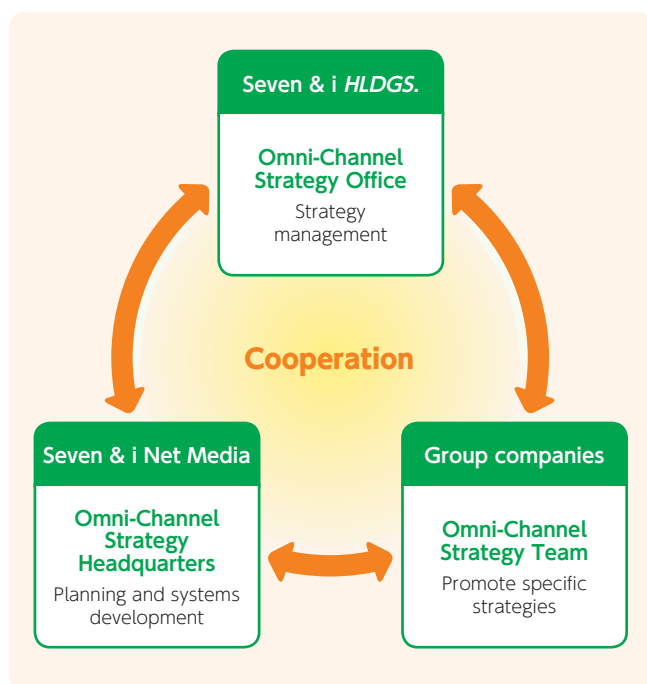 Seven & i HLDGS.
Omni-Channel
Strategy Office
Strategy
management
Cooperation
Seven & i Net Media
Omni-Channel
Strategy
Headquarters
Planning and systems
development
Group companies
Omni-Channel
Strategy Team
Promote specific
strategies